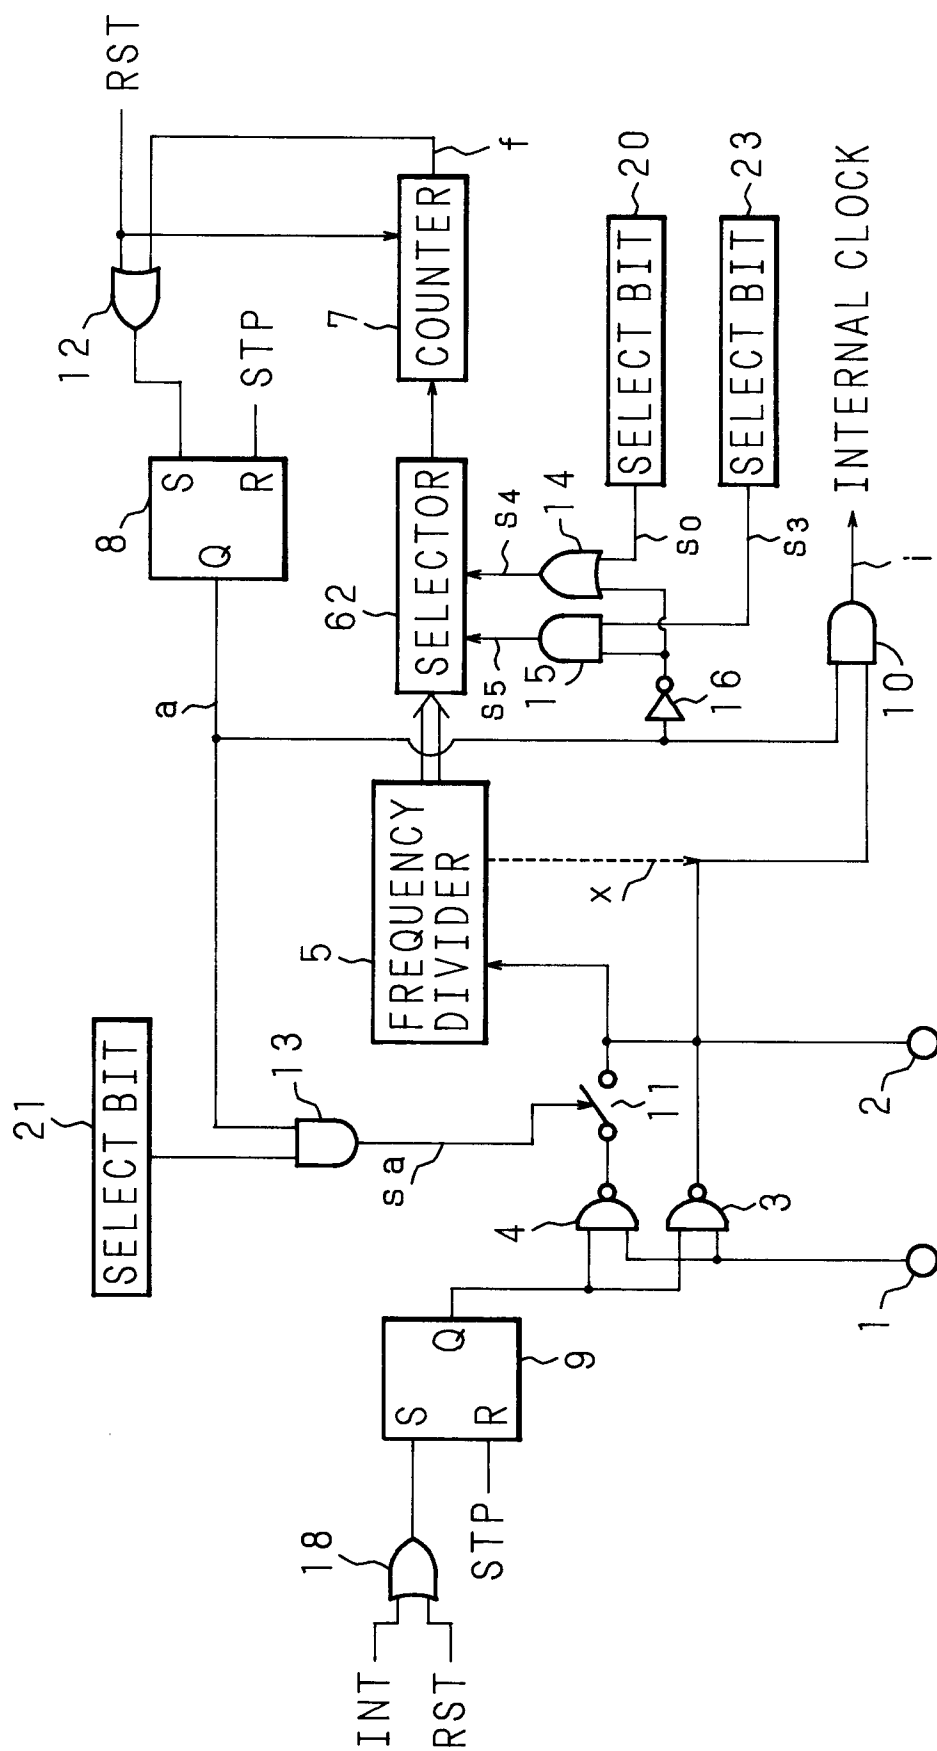 RST
12
8
S
Q
R
STP
a
7
COUNTER
f
62
SELECTOR
s4
s5
14
15
16
SELECT BIT
20
s0
SELECT BIT
23
s3
INTERNAL CLOCK
i
10
5
FREQUENCY
DIVIDER
x
21
SELECT BIT
13
sa
11
4
3
2
1
Q
S
R
9
STP
18
INT
RST